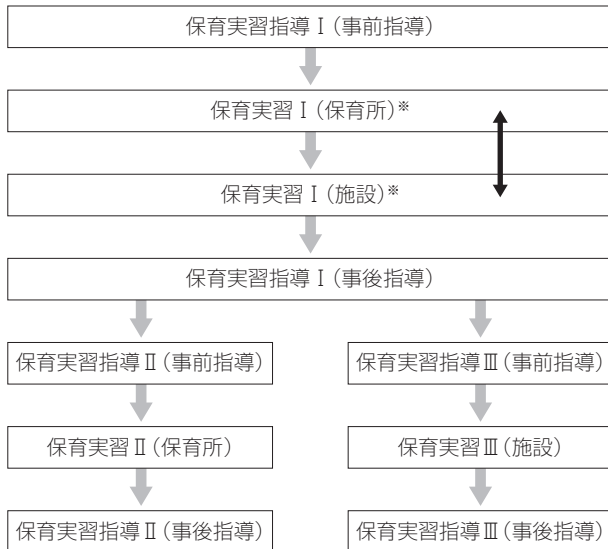 保育実習指導Ⅰ(事前指導)
保育実習Ⅰ(保育所)※
保育実習Ⅰ(施設)※
保育実習指導Ⅰ(事後指導)
保育実習指導Ⅱ(事前指導)
保育実習指導Ⅲ(事前指導)
保育実習Ⅱ(保育所)
保育実習Ⅲ(施設)
保育実習指導Ⅱ(事後指導)
保育実習指導Ⅲ(事後指導)